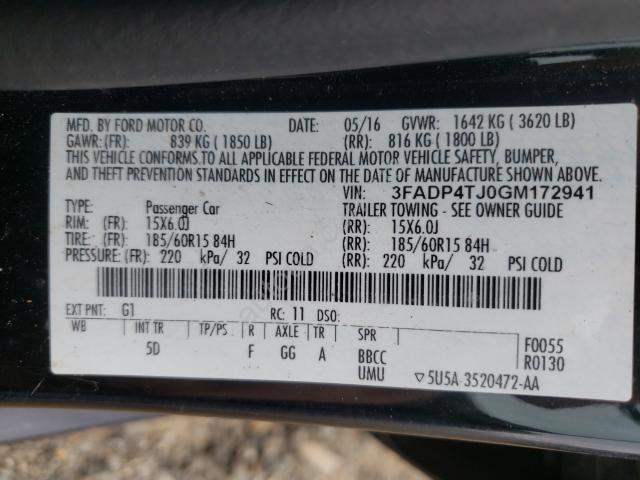 MFD. BY FORD MOTOR CO. DATE: 05/16 GVWR: 1642 KG ( 3620 LB)
GAWR: (FR): 839 KG ( 1850 LB) (RR): 816 KG ( 1800 LB)
THIS VEHICLE CONFORMS TO ALL APPLICABLE FEDERAL MOTOR VEHICLE SAFETY, BUMPER,
AND THEFT PREVENTION STANDARDS IN EFFECT ON THE DATE OF MANUFACTURE SHOWN ABOVE.
VIN: 3FADP4TJ0GM172941
TYPE: Passenger Car TRAILER TOWING - SEE OWNER GUIDE
RIM: (FR): 15X6.0J (RR): 15X6.0J
TIRE: (FR): 185/60R15 84H (RR): 185/60R15 84H
PRESSURE: (FR): 220 kPa/ 32 PSI COLD (RR): 220 kPa/ 32 PSI COLD
EXT PNT: G1 RC: 11 DSO:
WB INT TR TP/PS R AXLE TR SPR F0055
5D F GG A BBCC R0130
UMU ▽5U5A-3520472-AA